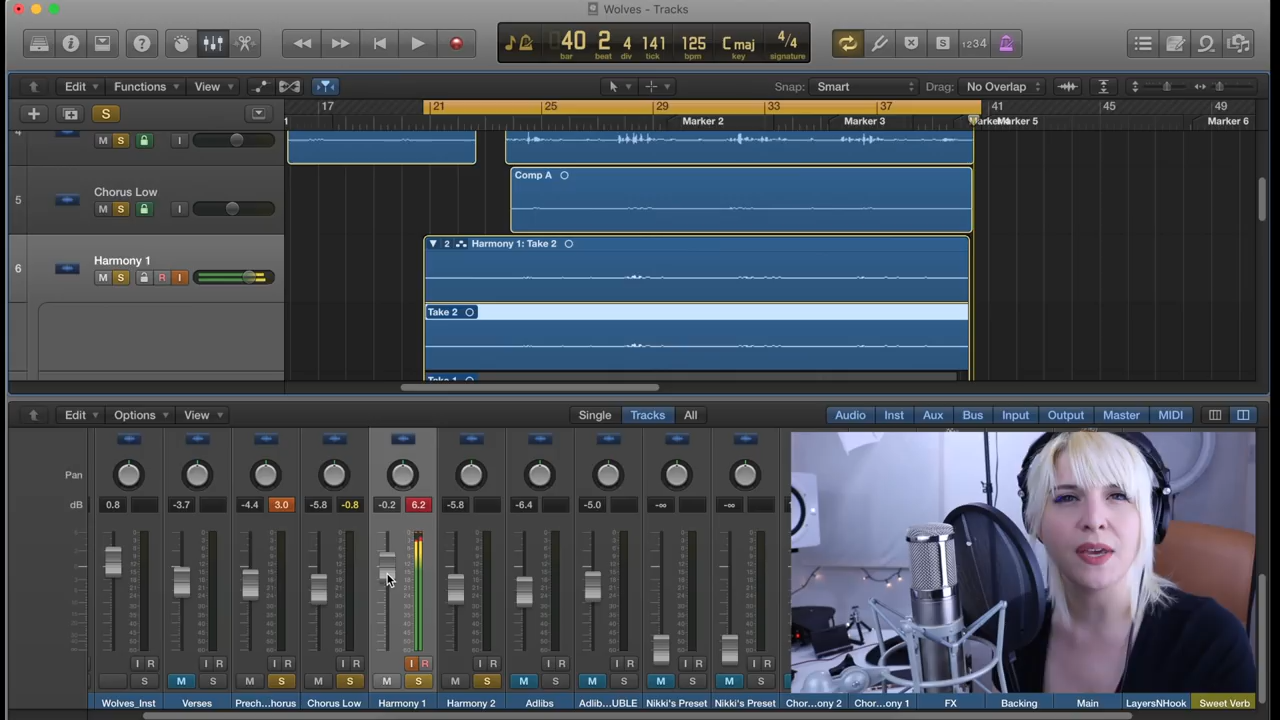 Wolves - Tracks
40 2 4 141 125 C maj 4/4
bar beat div tick bpm key signature
1234
Edit Functions View Snap: Smart Drag: No Overlap
S
17 21 25 29 33 37 41 45 49
1 Marker 2 Marker 3 Marker 5 Marker 6
4 M S I
Comp A
5 Chorus Low
M S I
2 Harmony 1: Take 2
6 Harmony 1
M S R I
Take 2
Take 1
Edit Options View Single Tracks All Audio Inst Aux Bus Input Output Master MIDI
Pan
dB 0.8 -3.7 -4.4 3.0 -5.8 -0.8 -0.2 6.2 -5.8 -6.4 -5.0 -∞ -∞
I R I R I R I R I R I R I R I R
S M S M S M S M S M S M S M S M S M S
Wolves_Inst Verses Prech...horus Chorus Low Harmony 1 Harmony 2 Adlibs Adlib...UBLE Nikki's Preset Nikki's Preset Chor...ony 2 Chor...ony 1 FX Backing Main LayersNHook Sweet Verb